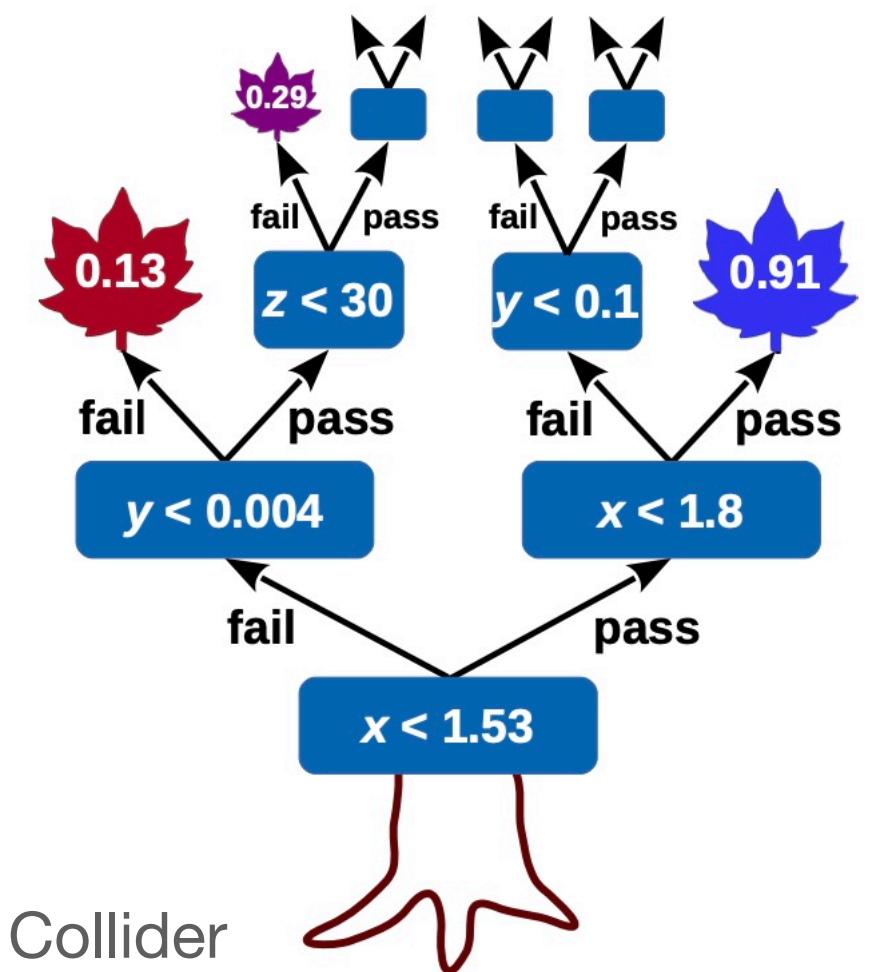 0.29
fail pass fail pass
0.13 z < 30 y < 0.1 0.91
fail pass fail pass
y < 0.004 x < 1.8
fail pass
x < 1.53
Collider